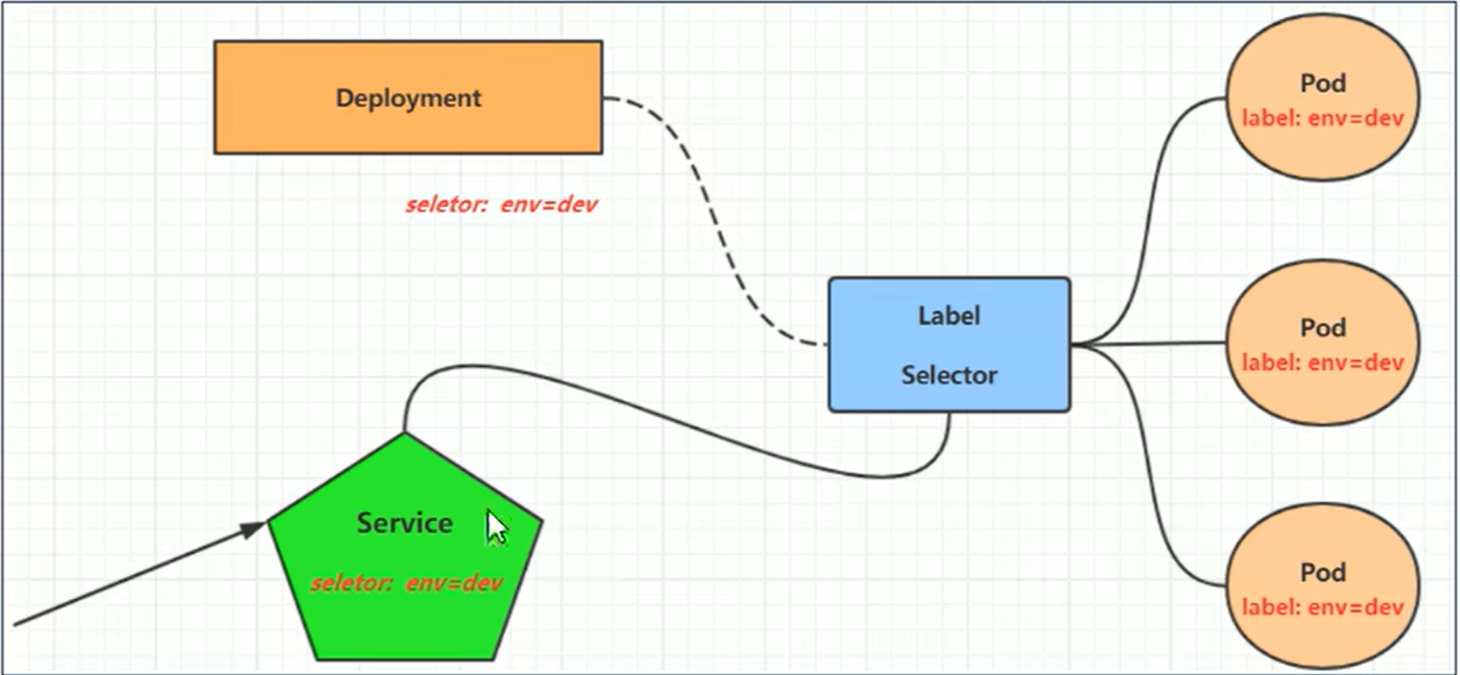 Deployment
seletor: env=dev
Label
Selector
Service
seletor: env=dev
Pod
label: env=dev
Pod
label: env=dev
Pod
label: env=dev